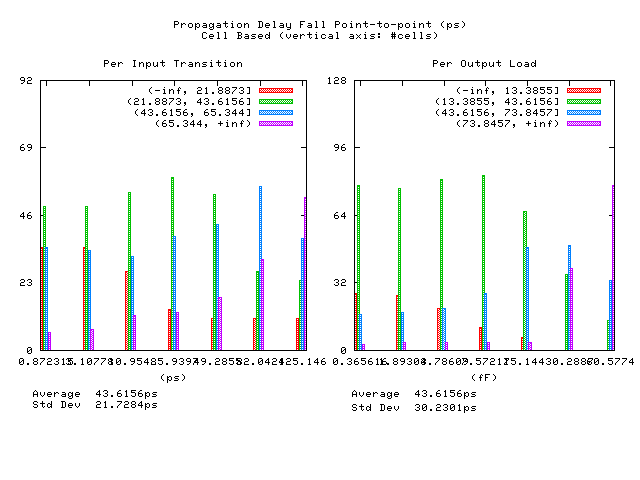 Propagation Delay Fall Point-to-point (ps)
Cell Based (vertical axis: #cells)
Per Input Transition
Per Output Load
92
69
46
23
0
(-inf, 21.8873]
(21.8873, 43.6156]
(43.6156, 65.344]
(65.344, +inf)
128
96
64
32
0
(-inf, 13.3855]
(13.3855, 43.6156]
(43.6156, 73.8457]
(73.8457, +inf)
(ps)
(fF)
Average 43.6156ps
Std Dev 21.7284ps
Average 43.6156ps
Std Dev 30.2301ps